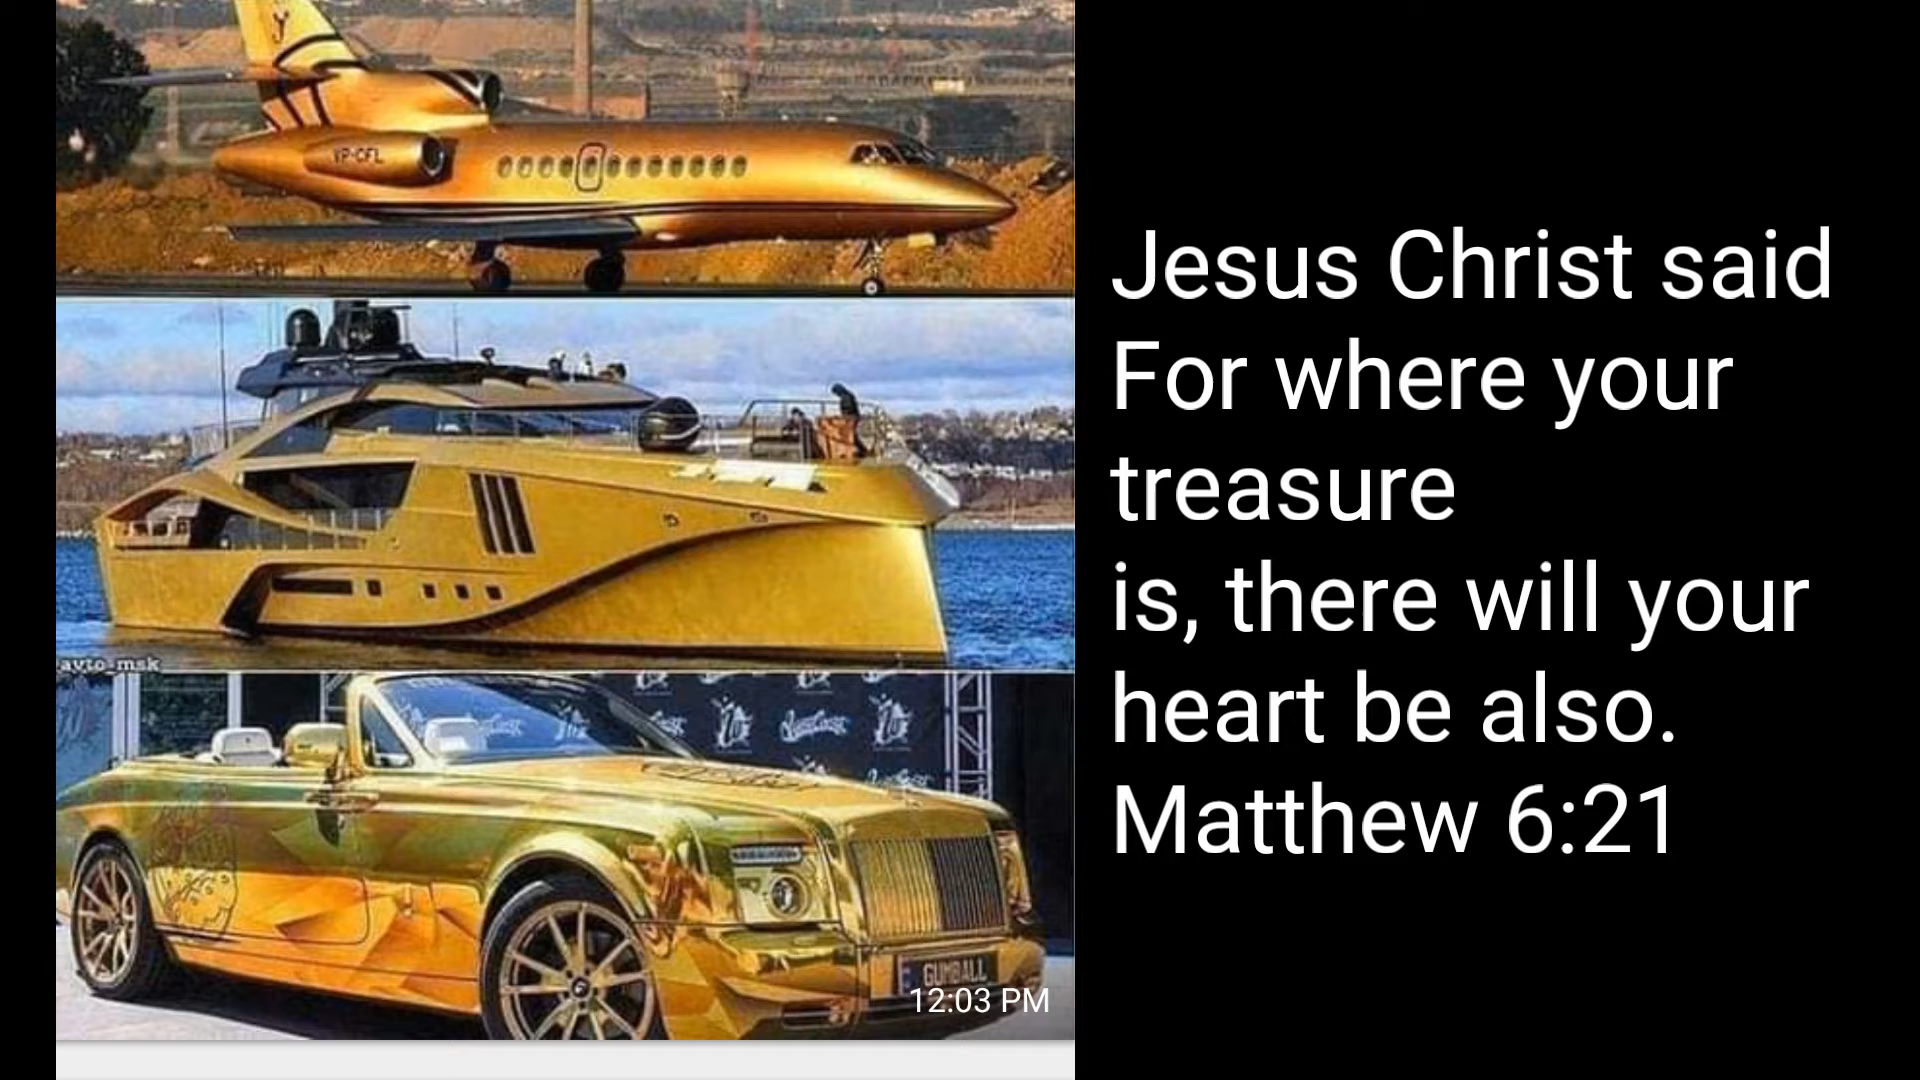 VP-CFL
avto_msk
GUMBALL
12:03 PM
Jesus Christ said
For where your
treasure
is, there will your
heart be also.
Matthew 6:21